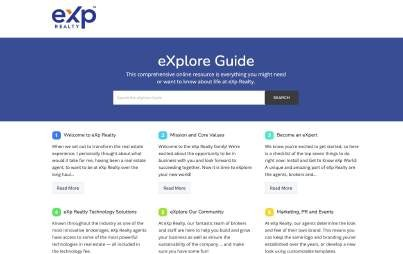 eXp
REALTY
eXplore Guide
This comprehensive online resource is everything you might need
or want to know about life at eXp Realty.
Search the eXplore Guide
SEARCH
1 Welcome to eXp Realty
When we set out to transform the real estate
experience, I personally thought about what
would it take for me, having been a real estate
agent, to want to be at eXp Realty over the
long haul...
Read More
2 Mission and Core Values
Welcome to the eXp Realty family! We're
excited about the opportunity to be in
business with you and look forward to
succeeding together. Now it is time to explore
your new world!
Read More
3 Become an eXpert
We know you're excited to get started, so here
is a checklist of the top seven things to do
right now: Install and Get to Know eXp World!
A unique and amazing part of eXp Realty are
the agents, brokers and...
Read More
4 eXp Realty Technology Solutions
Known throughout the industry as one of the
most innovative brokerages, eXp Realty agents
have access to some of the most powerful
technologies in real estate — all included in
the technology fee.
5 eXplore Our Community
At eXp Realty, our fantastic team of brokers
and staff are here to help you build and grow
your business as well as ensure the
sustainability of the company... and make
sure you have some fun!
6 Marketing, PR and Events
At eXp Realty, our agents determine the look
and feel of their own brand. This means you
can keep the same logo and branding you've
established over the years, or develop a new
look using customizable templates.